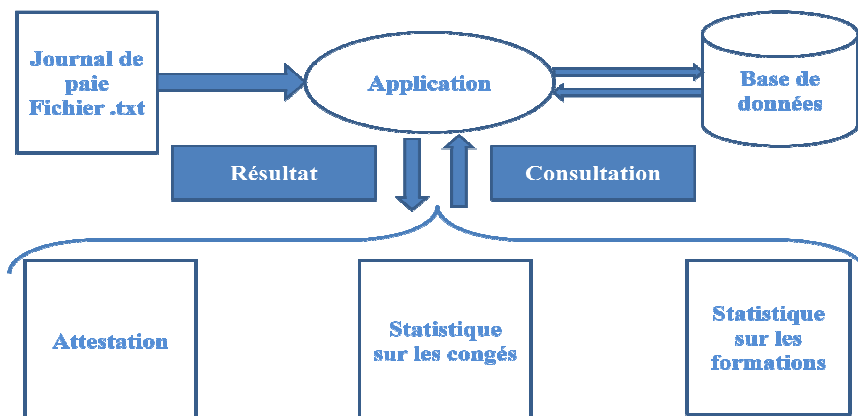 Journal de
paie
Fichier .txt
Application
Base de
données
Résultat
Consultation
Attestation
Statistique
sur les congés
Statistique
sur les
formations